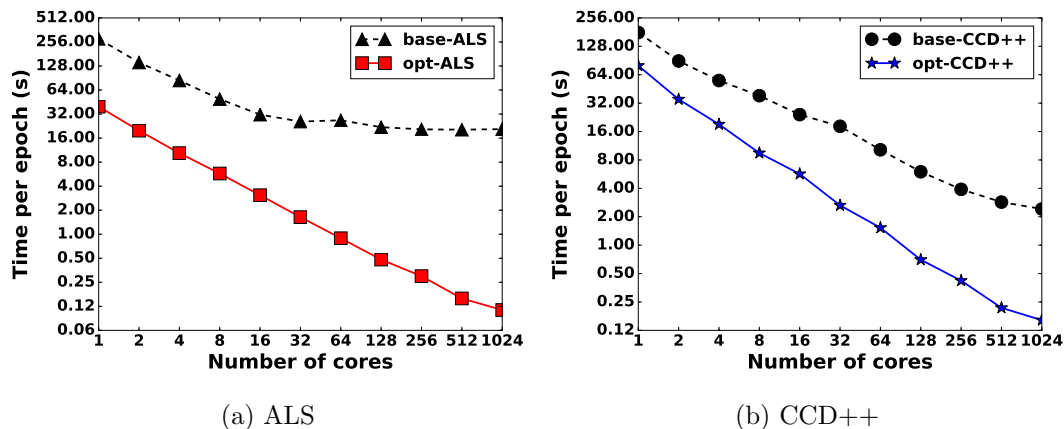 512.00
256.00
128.00
64.00
32.00
16.00
8.00
4.00
2.00
1.00
0.50
0.25
0.12
0.06
Time per epoch (s)
base-ALS
opt-ALS
1 2 4 8 16 32 64 128 256 512 1024
Number of cores
(a) ALS
256.00
128.00
64.00
32.00
16.00
8.00
4.00
2.00
1.00
0.50
0.25
0.12
Time per epoch (s)
base-CCD++
opt-CCD++
1 2 4 8 16 32 64 128 256 512 1024
Number of cores
(b) CCD++